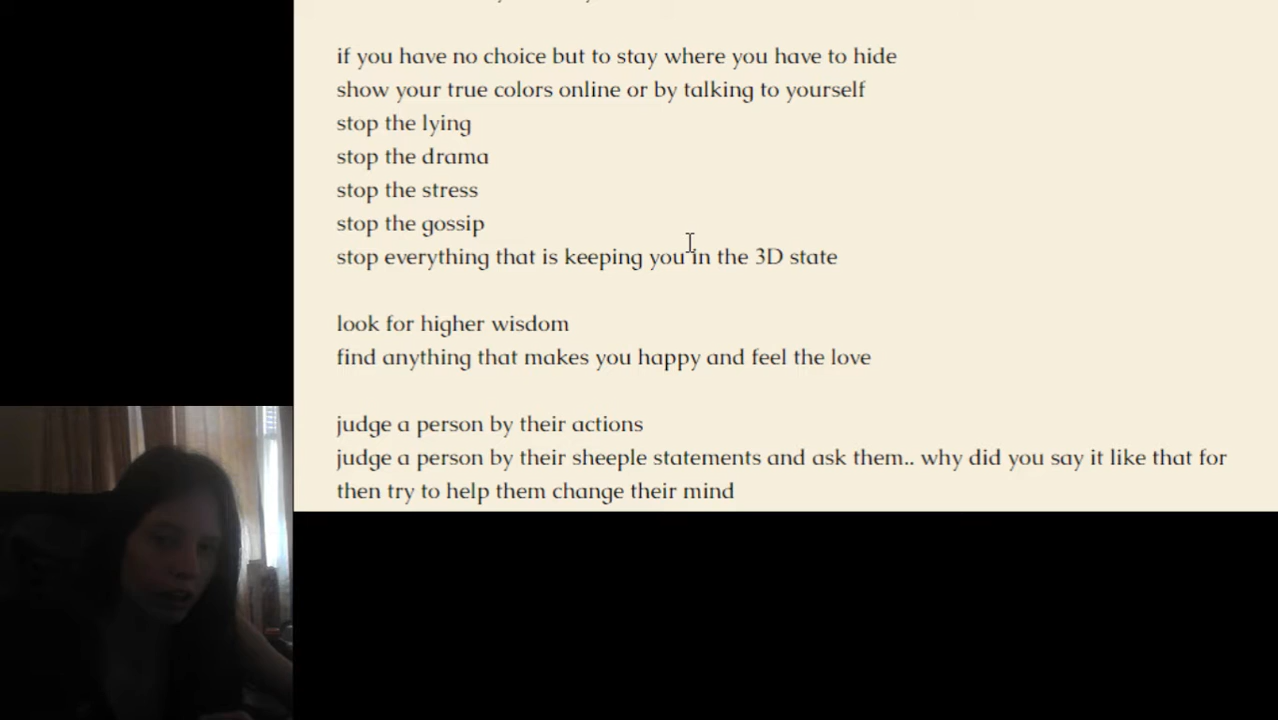 if you have no choice but to stay where you have to hide
show your true colors online or by talking to yourself
stop the lying
stop the drama
stop the stress
stop the gossip
stop everything that is keeping you in the 3D state
look for higher wisdom
find anything that makes you happy and feel the love
judge a person by their actions
judge a person by their sheeple statements and ask them.. why did you say it like that for
then try to help them change their mind